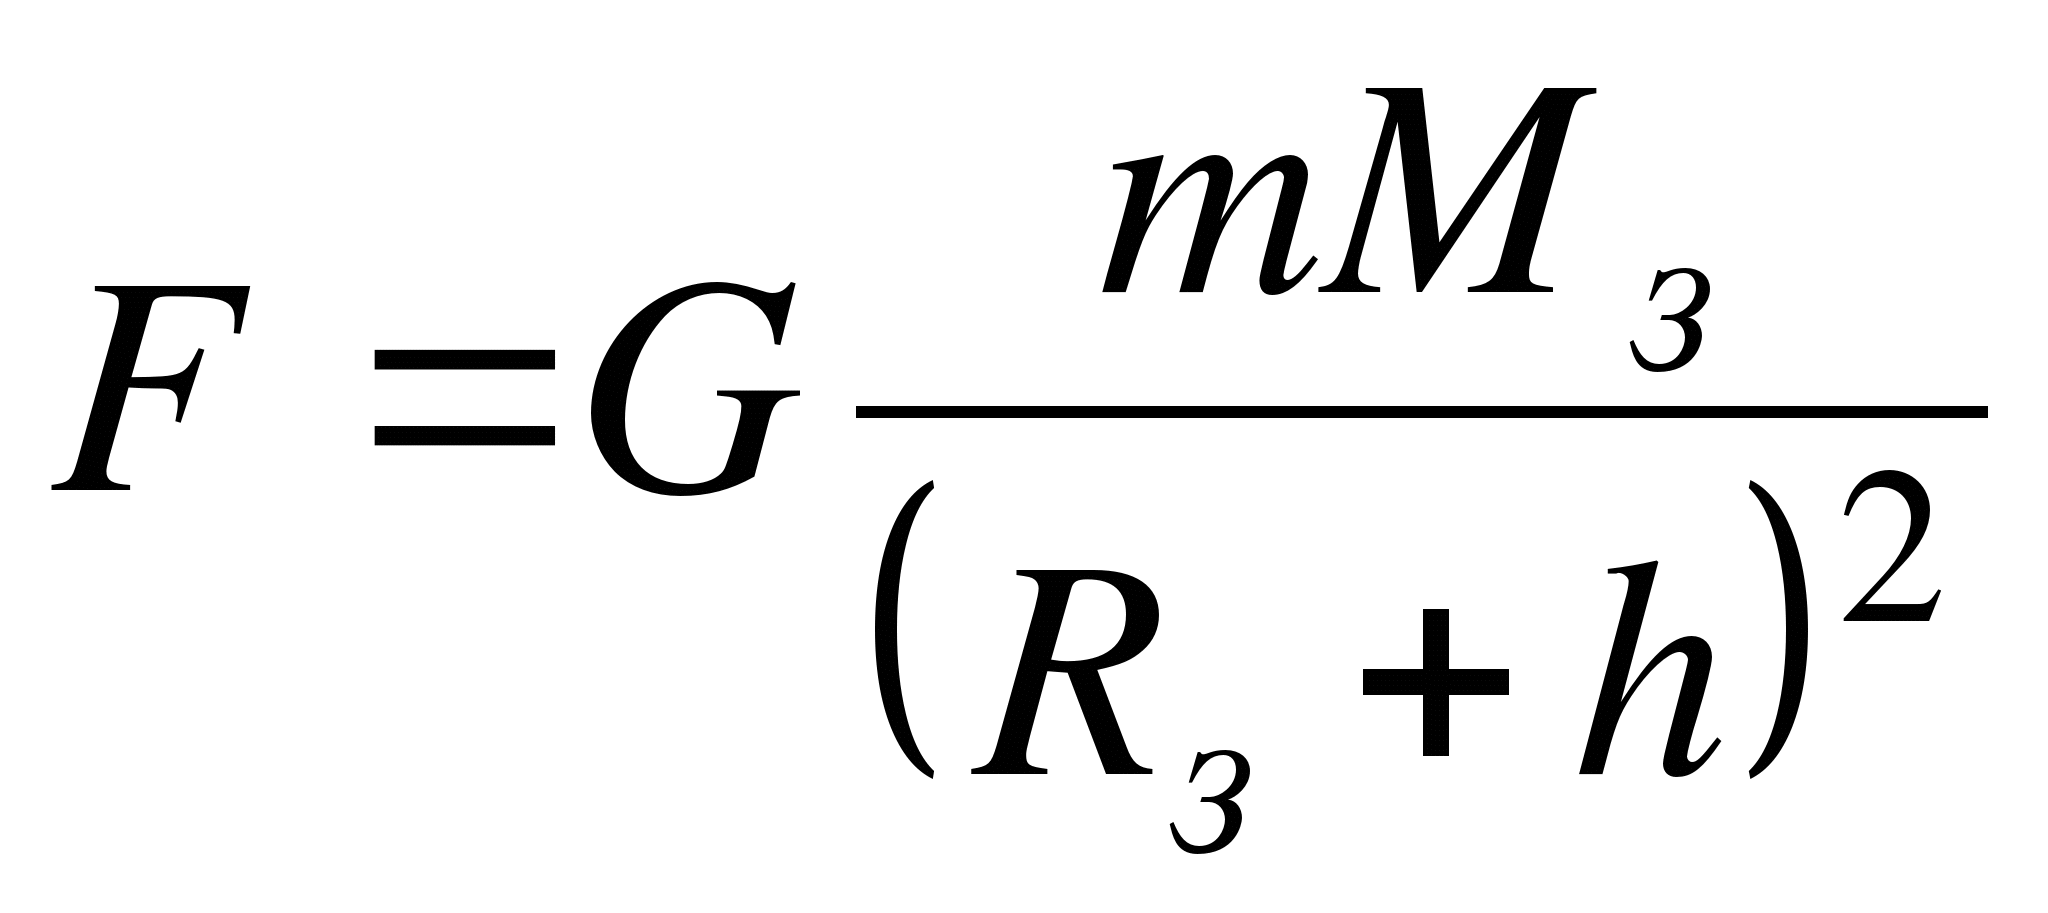 F = G mM_З / (R_З + h)^2